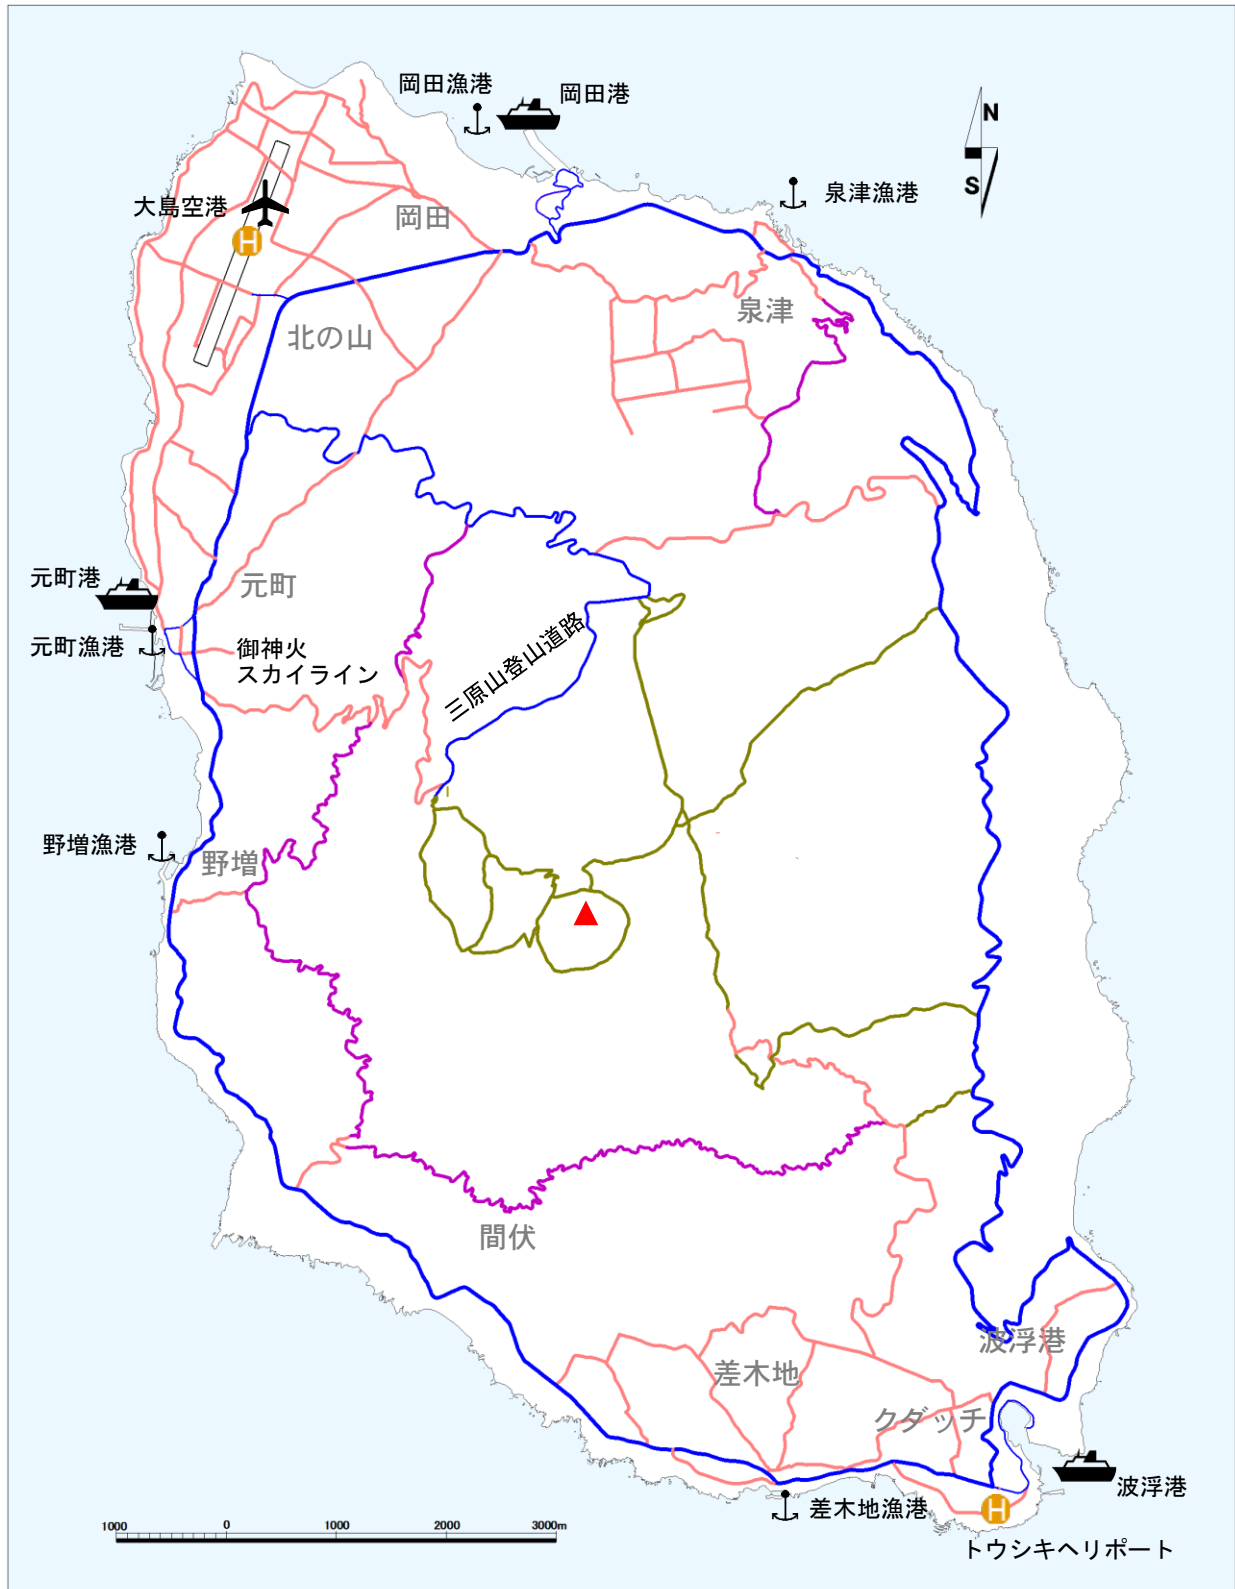 岡田漁港
岡田港
N
S
泉津漁港
大島空港
H
岡田
泉津
北の山
元町港
元町
元町漁港
御神火
スカイライン
三原山登山道路
野増漁港
野増
間伏
波浮港
差木地
クダッチ
波浮港
差木地漁港
H
トウシキヘリポート
1000 0 1000 2000 3000m